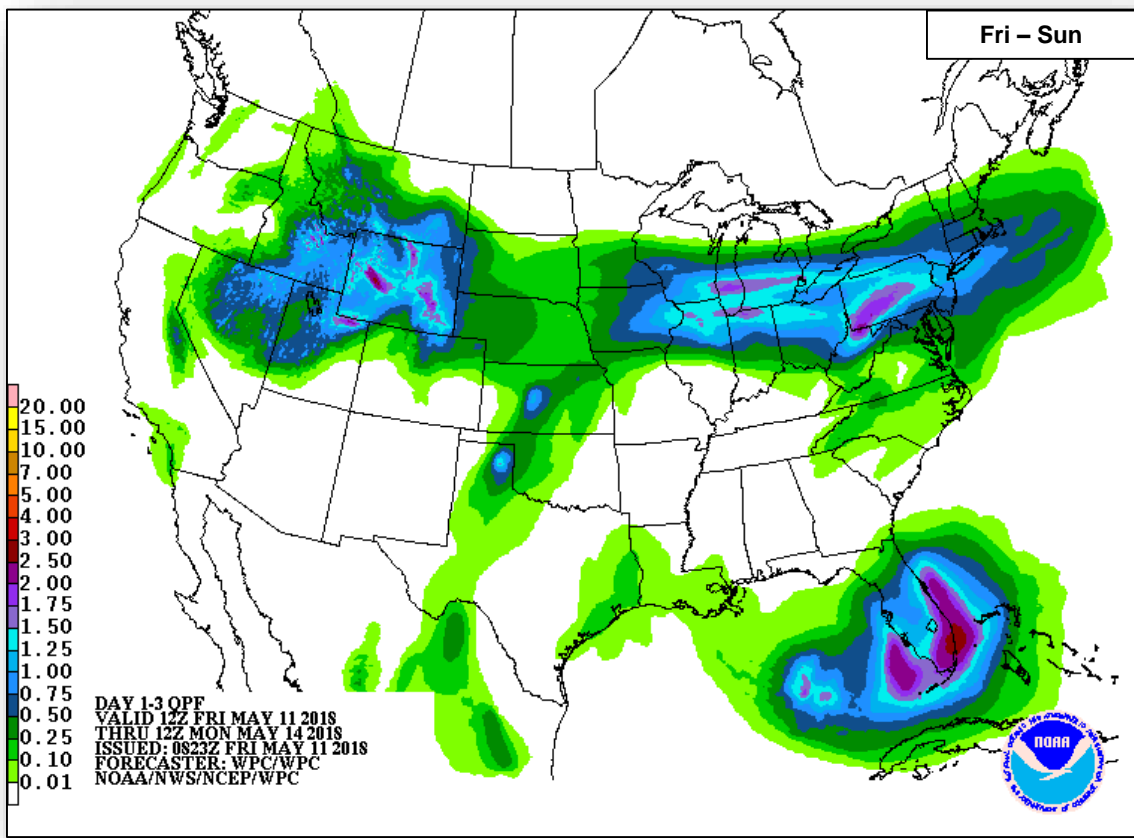 Fri – Sun
20.00
15.00
10.00
7.00
5.00
4.00
3.00
2.50
2.00
1.75
1.50
1.25
1.00
0.75
0.50
0.25
0.10
0.01
DAY 1-3 QPF
VALID 12Z FRI MAY 11 2018
THRU 12Z MON MAY 14 2018
ISSUED: 0823Z FRI MAY 11 2018
FORECASTER: WPC/WPC
NOAA/NWS/NCEP/WPC
NOAA